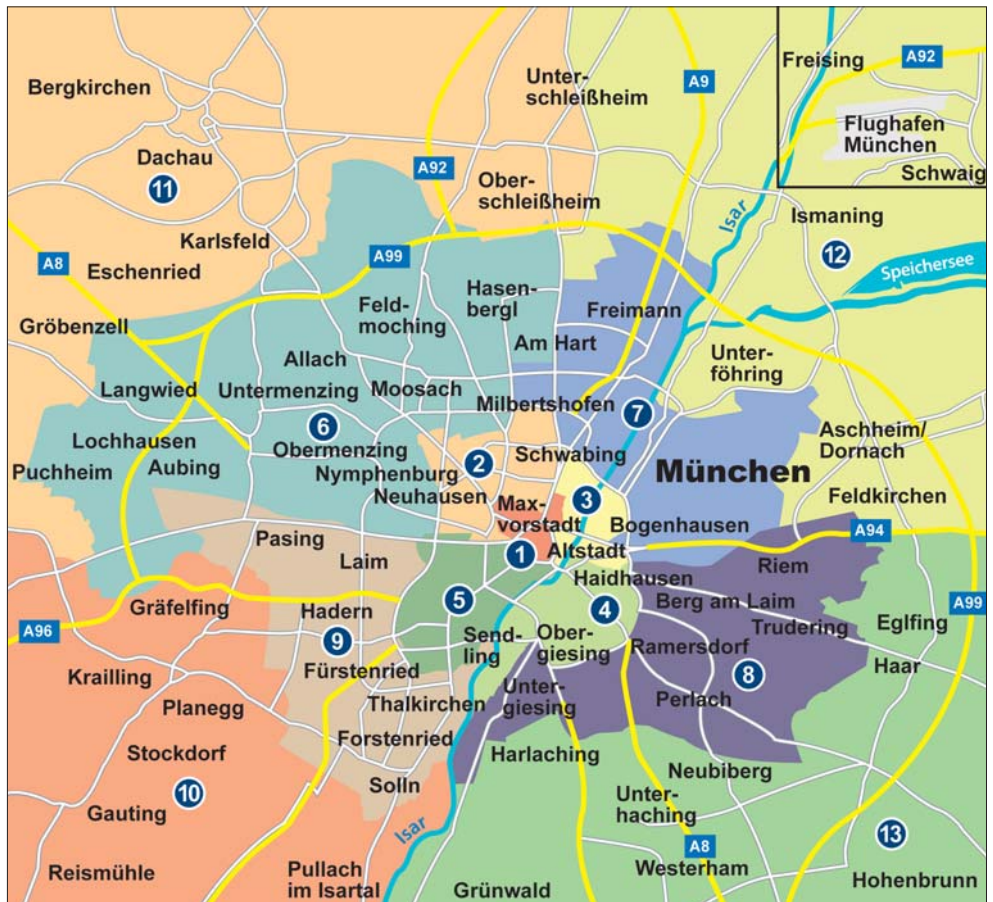 Bergkirchen
Unter-
schleißheim
A9
Freising
A92
Flughafen
München
Schwaig
Dachau
11
A92
Ober-
schleißheim
Isar
Ismaning
12
Speichersee
Karlsfeld
A8
A99
Eschenried
Gröbenzell
Feld-
moching
Hasen-
bergl
Freimann
Am Hart
Unter-
föhring
Allach
Langwied
Untermenzing
Moosach
Milbertshofen
7
6
Lochhausen
Obermenzing
Aschheim/
Dornach
Puchheim
Aubing
Nymphenburg
2
Schwabing
München
Neuhausen
3
Feldkirchen
Max-
vorstadt
Bogenhausen
A94
Pasing
Laim
1
Altstadt
Riem
Haidhausen
Gräfelfing
Hadern
5
4
Berg am Laim
A99
A96
9
Send-
ling
Ober-
giesing
Ramersdorf
Trudering
Eglfing
Krailling
Fürstenried
8
Haar
Planegg
Thalkirchen
Unter-
giesing
Perlach
Stockdorf
Forstenried
Harlaching
Neubiberg
10
Solln
Gauting
Isar
Unter-
haching
13
A8
Reismühle
Pullach
im Isartal
Westerham
Grünwald
Hohenbrunn